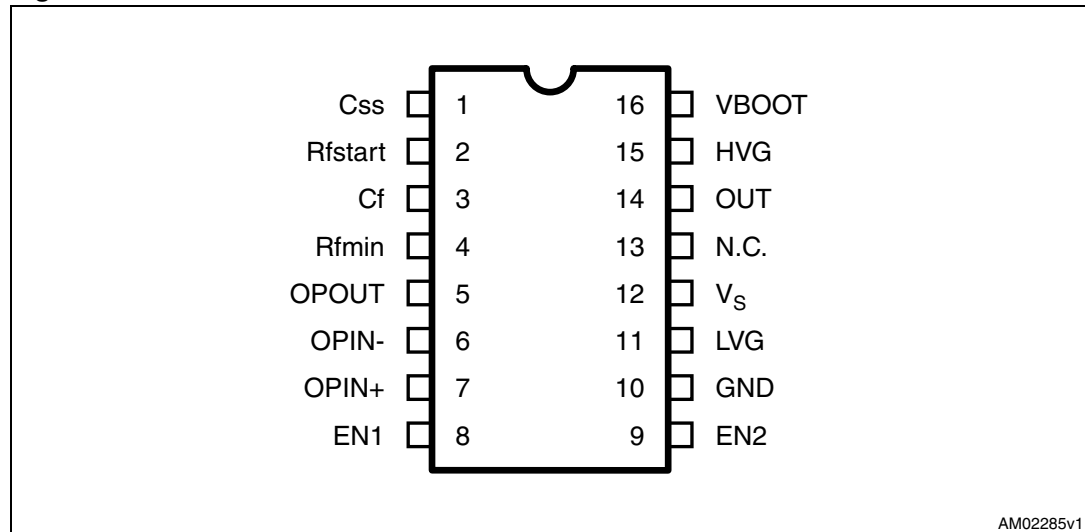 Css 1 16 VBOOT
Rfstart 2 15 HVG
Cf 3 14 OUT
Rfmin 4 13 N.C.
OPOUT 5 12 VS
OPIN- 6 11 LVG
OPIN+ 7 10 GND
EN1 8 9 EN2
AM02285v1